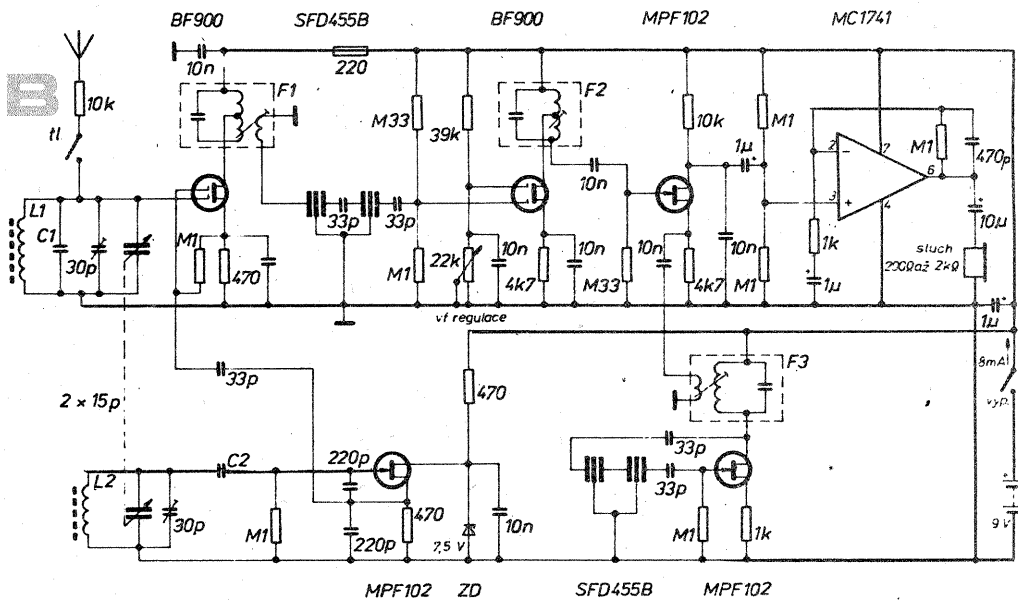 BF900 SFD455B BF900 MPF102 MC1741
B
10n
220
F1
F2
10k
tl
M33
39k
10k
M1
1µ
+
M1
470p
2
−
7
6
3
+
4
10n
10n
33p
33p
L1
C1
30p
M1
470
M1
22k
10n
4k7
10n
M33
10n
4k7
10n
M1
1k
+
1µ
+
10µ
sluch
200Ω až 2kΩ
vf regulace
1µ
+
8mA
vyp.
33p
2 × 15p
470
F3
C2
220p
33p
33p
L2
30p
M1
220p
470
7,5 V
10n
M1
1k
+
9V
MPF102 ZD SFD455B MPF102